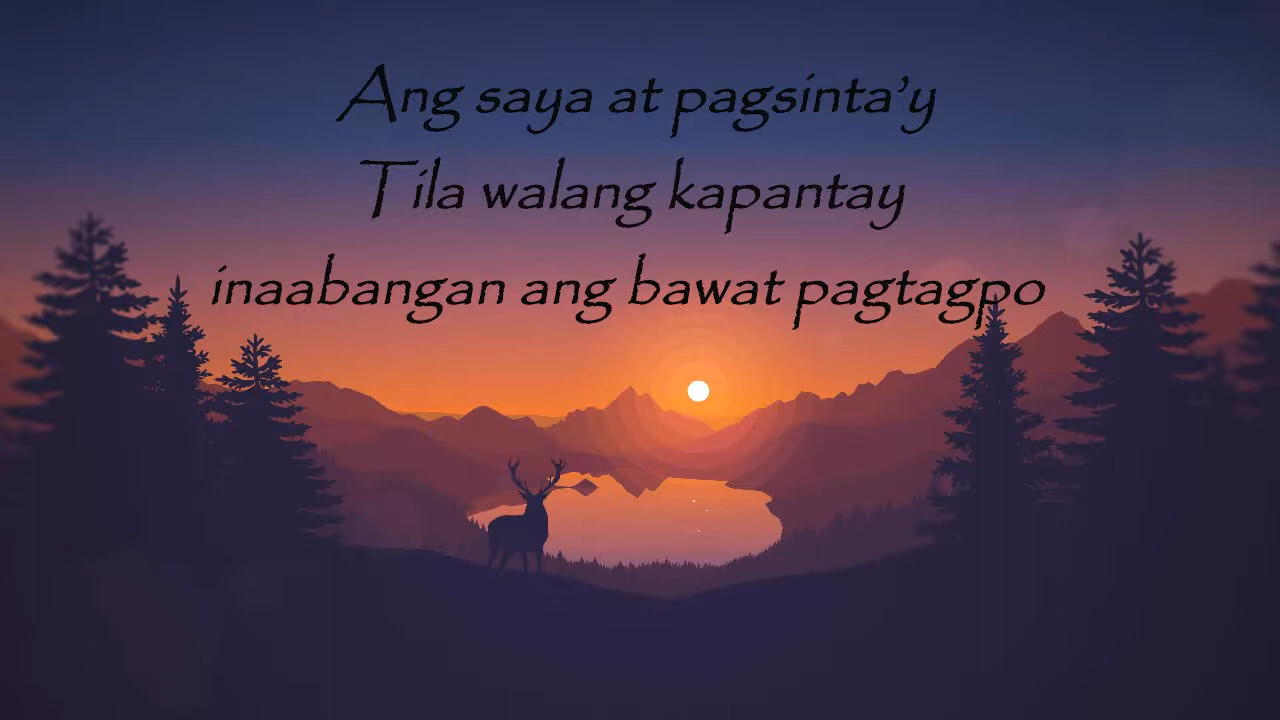 Ang saya at pagsinta’y
Tila walang kapantay
inaabangan ang bawat pagtagpo